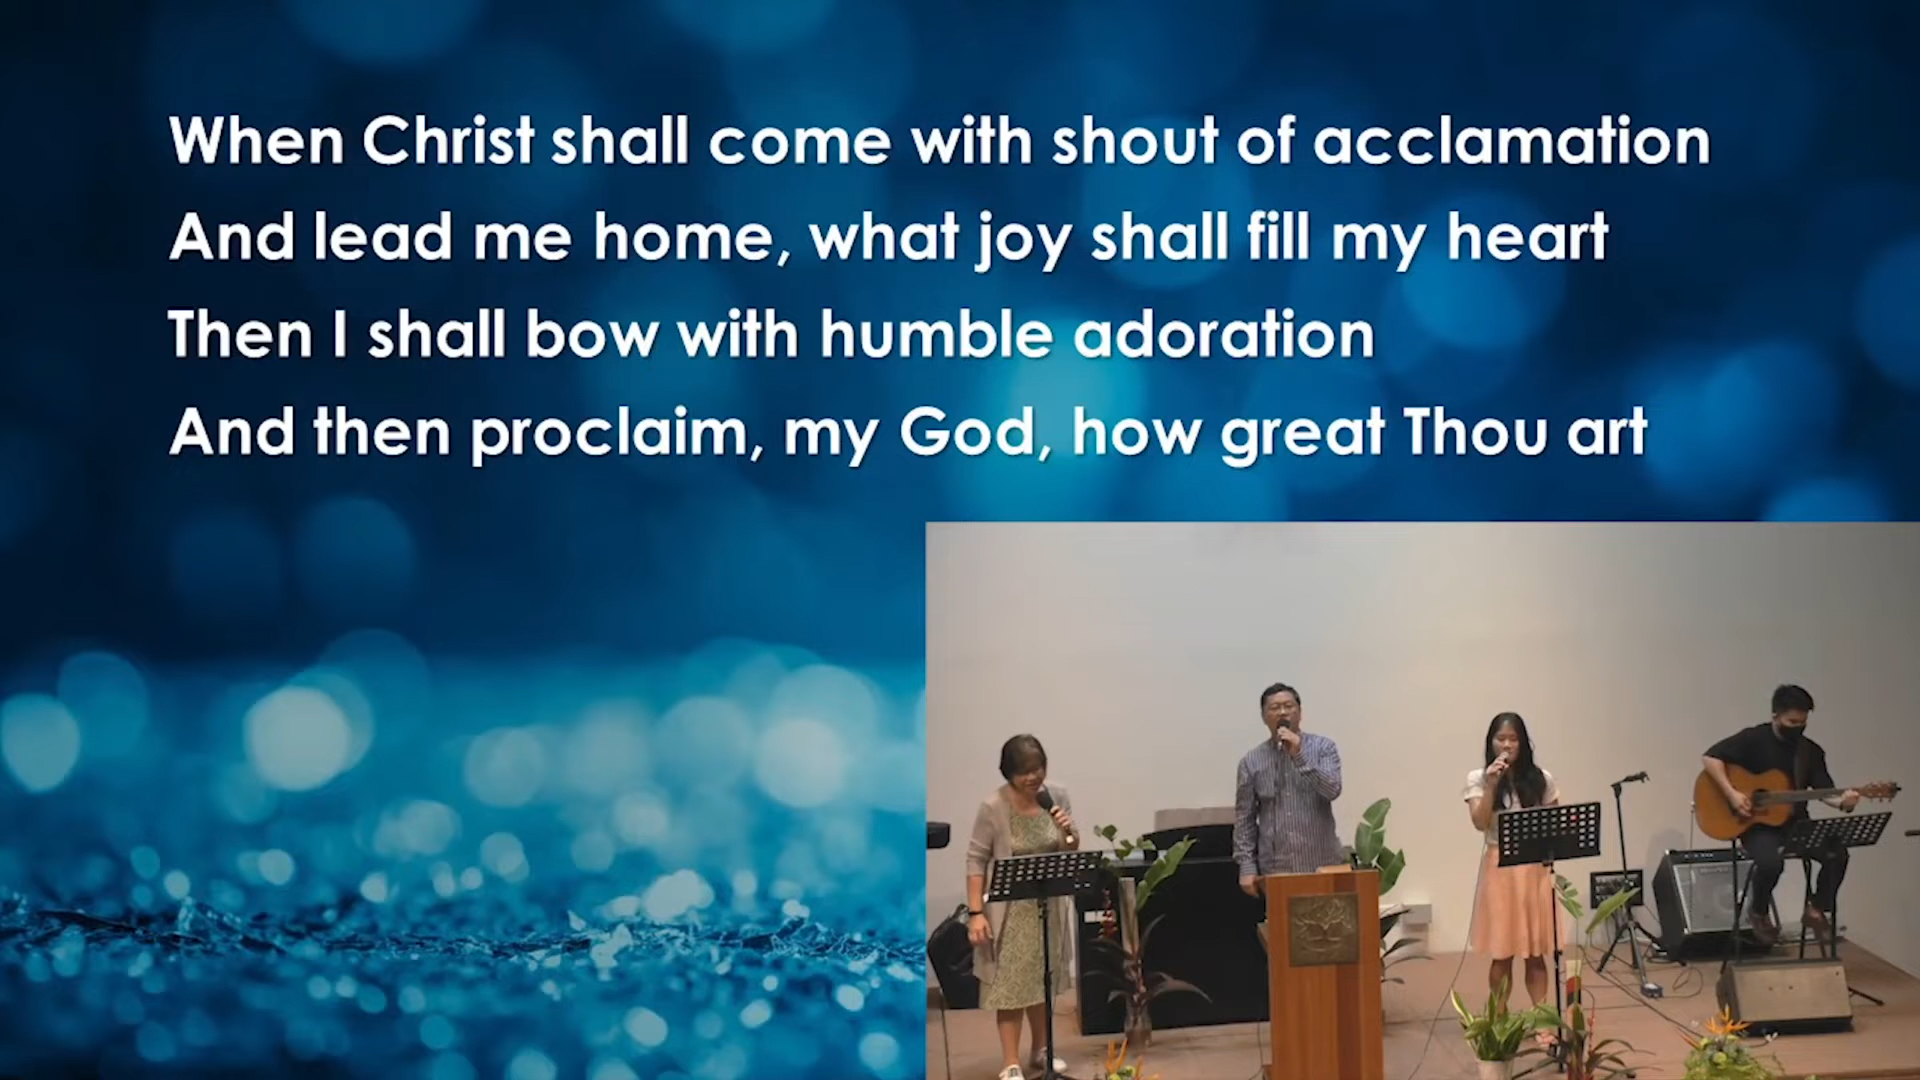 When Christ shall come with shout of acclamation
And lead me home, what joy shall fill my heart
Then I shall bow with humble adoration
And then proclaim, my God, how great Thou art